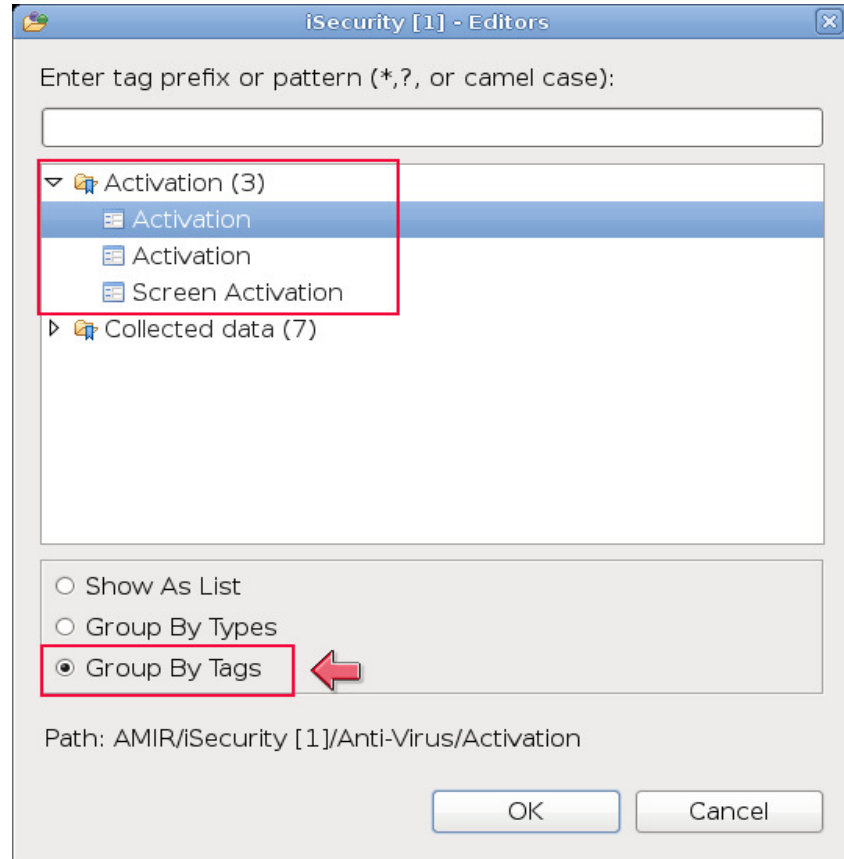 iSecurity [1] - Editors
Enter tag prefix or pattern (*,?, or camel case):
Activation (3)
Activation
Activation
Screen Activation
Collected data (7)
Show As List
Group By Types
Group By Tags
Path: AMIR/iSecurity [1]/Anti-Virus/Activation
OK Cancel